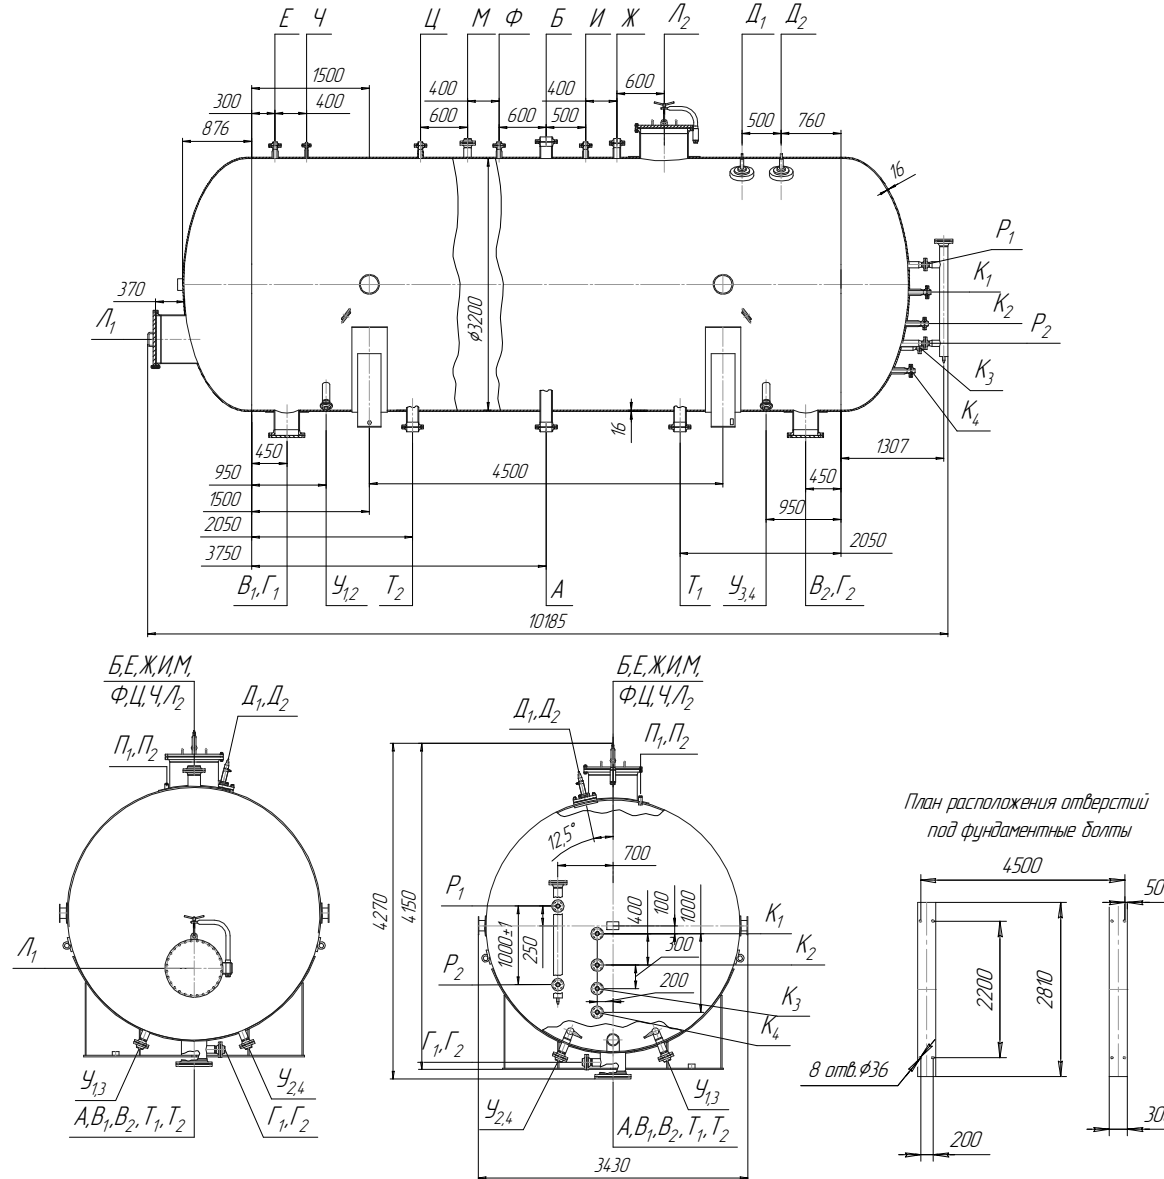 Е Ч Ц М Ф Б И Ж Л₂ Д₁ Д₂
1500 600
300 400 400 400 500 760
876 600 600 500
16
Р₁
370
К₁
Л₁
К₂
Р₂
⌀3200
К₃
К₄
16
450 1307
950 4500 450
1500 950
2050 2050
3750
В₁,Г₁ У₁,₂ Т₂ А Т₁ У₃,₄ В₂,Г₂
10185
Б,Е,Ж,И,М,
Ф,Ц,Ч,Л₂
Д₁,Д₂
П₁,П₂
Л₁
У₁,₃
У₂,₄
А,В₁,В₂,Т₁,Т₂
Г₁,Г₂
Б,Е,Ж,И,М,
Ф,Ц,Ч,Л₂
Д₁,Д₂
П₁,П₂
12,5°
700
4270
4150
Р₁
1000±1
250
400
100
1000
К₁
К₂
300
Р₂
200
К₃
К₄
Г₁,Г₂
У₂,₄
У₁,₃
А,В₁,В₂,Т₁,Т₂
3430
План расположения отверстий
под фундаментные болты
4500
50
2200
2810
8 отв.⌀36
200